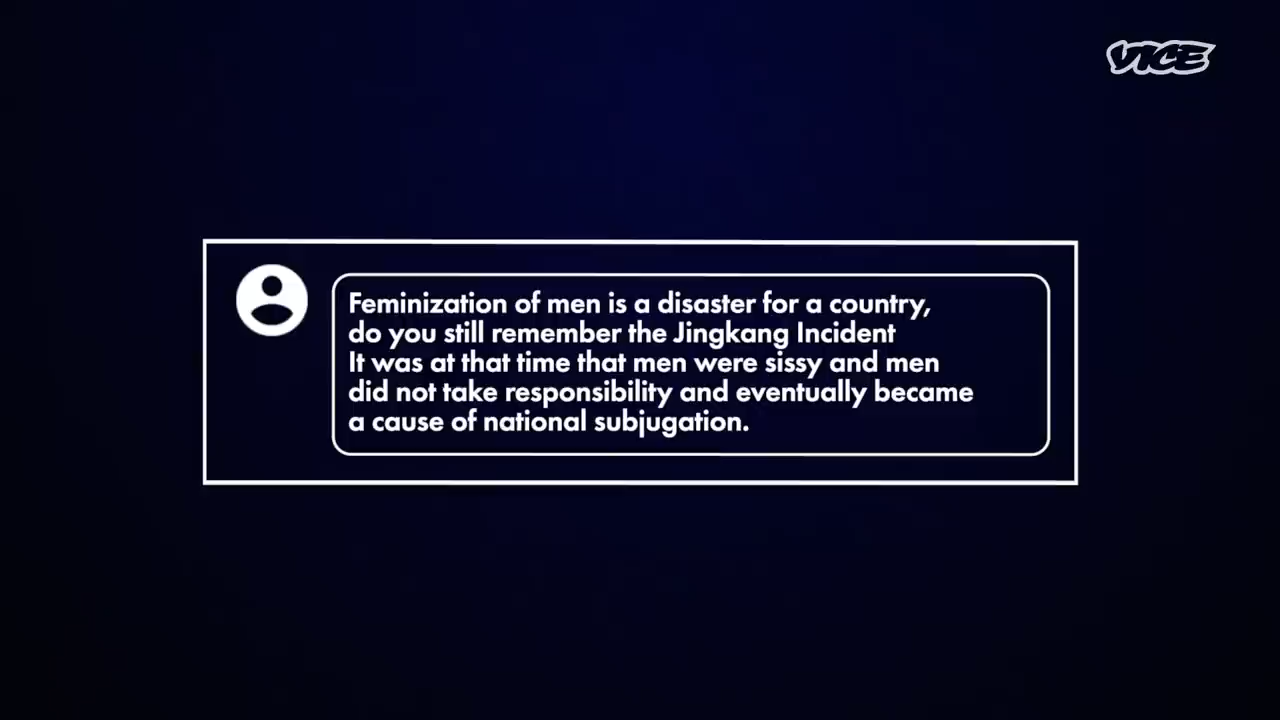 VICE
Feminization of men is a disaster for a country,
do you still remember the Jingkang Incident
It was at that time that men were sissy and men
did not take responsibility and eventually became
a cause of national subjugation.